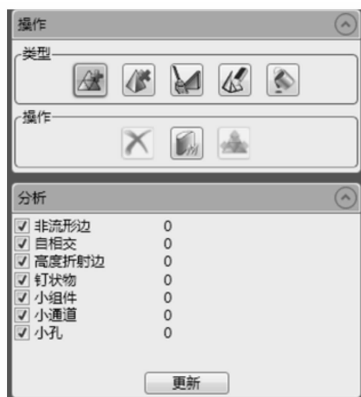 操作
类型
操作
分析
非流形边 0
自相交 0
高度折射边 0
钉状物 0
小组件 0
小通道 0
小孔 0
更新